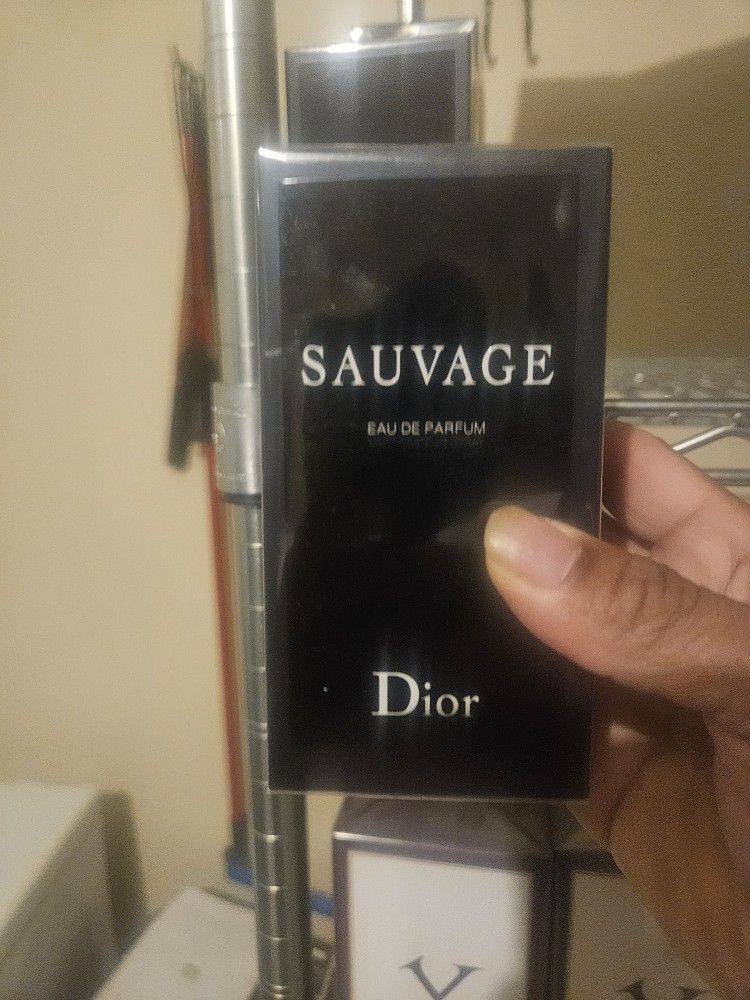 SAUVAGE
EAU DE PARFUM
Dior
Y